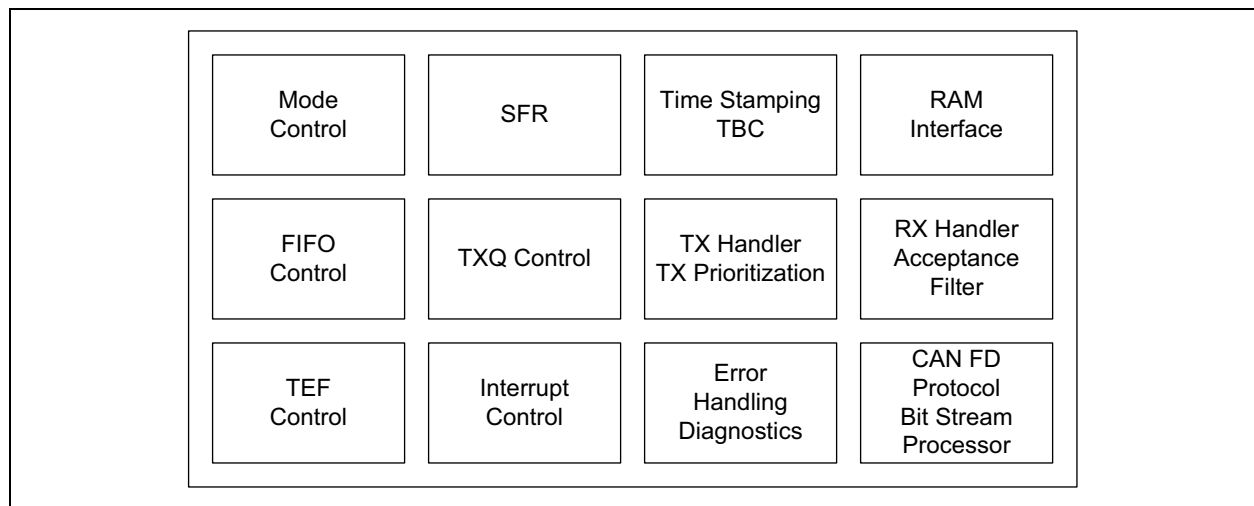 Mode
Control
SFR
Time Stamping
TBC
RAM
Interface
FIFO
Control
TXQ Control
TX Handler
TX Prioritization
RX Handler
Acceptance
Filter
TEF
Control
Interrupt
Control
Error
Handling
Diagnostics
CAN FD
Protocol
Bit Stream
Processor